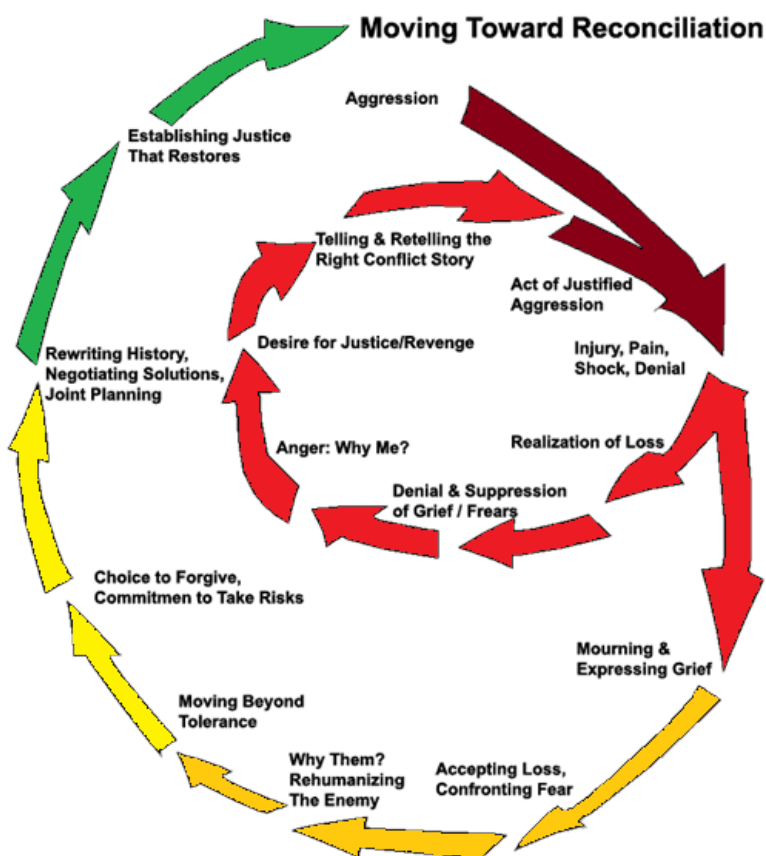 Moving Toward Reconciliation
Aggression
Establishing Justice
That Restores
Telling & Retelling the
Right Conflict Story
Act of Justified
Aggression
Injury, Pain,
Shock, Denial
Desire for Justice/Revenge
Rewriting History,
Negotiating Solutions,
Joint Planning
Realization of Loss
Anger: Why Me?
Denial & Suppression
of Grief / Frears
Choice to Forgive,
Commitmen to Take Risks
Mourning &
Expressing Grief
Moving Beyond
Tolerance
Why Them?
Rehumanizing
The Enemy
Accepting Loss,
Confronting Fear